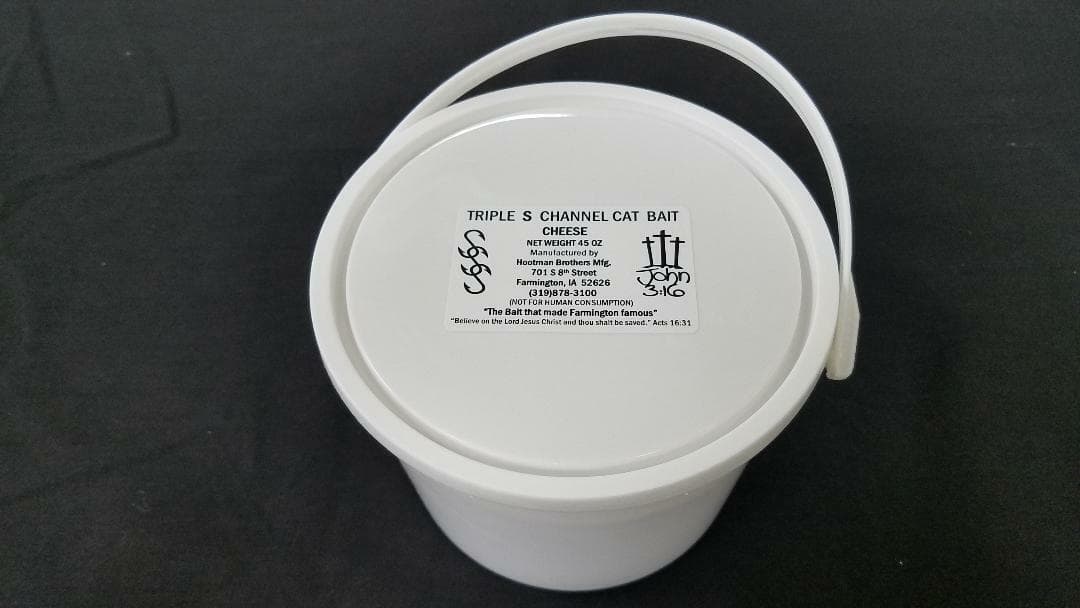 TRIPLE S CHANNEL CAT BAIT
CHEESE
NET WEIGHT 45 OZ
Manufactured by
Hootman Brothers Mfg.
701 S 8th Street
Farmington, IA 52626
(319)878-3100
(NOT FOR HUMAN CONSUMPTION)
"The Bait that made Farmington famous"
"Believe on the Lord Jesus Christ and thou shalt be saved." Acts 16:31
John
3:16